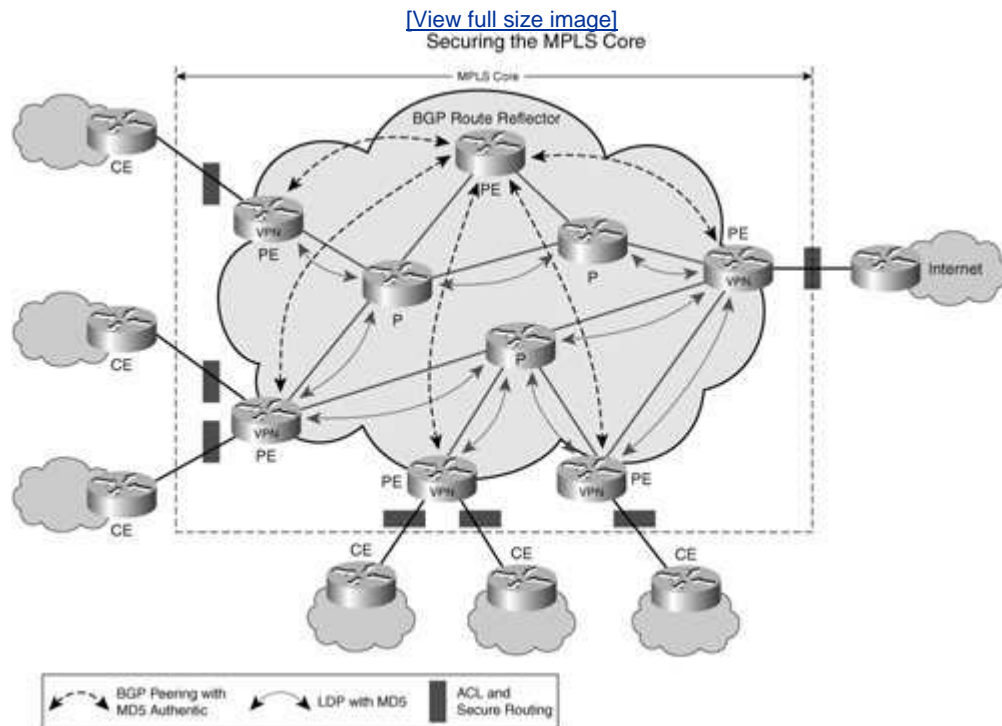 [View full size image]
Securing the MPLS Core
MPLS Core
BGP Route Reflector
CE
PE
VPN
PE
P
PE
VPN
Internet
P
CE
P
VPN
PE
CE
PE
VPN
VPN
PE
CE
CE
CE
BGP Peering with
MD5 Authentic
LDP with MD5
ACL and
Secure Routing